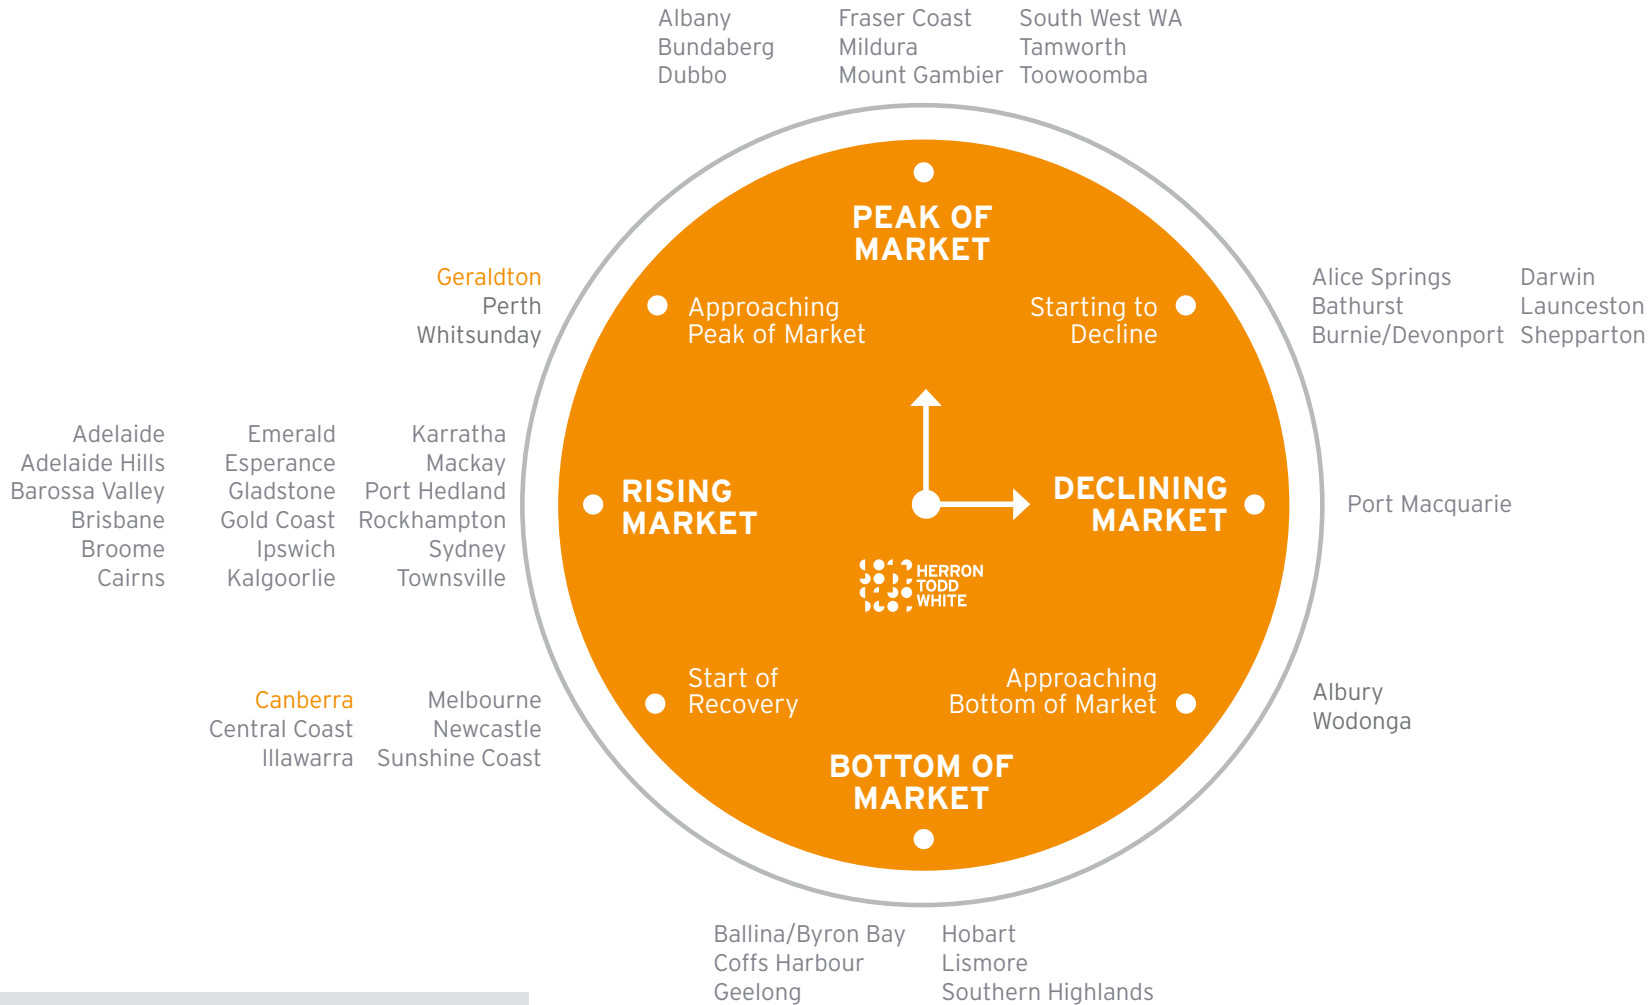 Albany
Bundaberg
Dubbo
Fraser Coast
Mildura
Mount Gambier
South West WA
Tamworth
Toowoomba
PEAK OF
MARKET
Geraldton
Perth
Whitsunday
Approaching
Peak of Market
Starting to
Decline
Alice Springs
Bathurst
Burnie/Devonport
Darwin
Launceston
Shepparton
Adelaide
Adelaide Hills
Barossa Valley
Brisbane
Broome
Cairns
Emerald
Esperance
Gladstone
Gold Coast
Ipswich
Kalgoorlie
Karratha
Mackay
Port Hedland
Rockhampton
Sydney
Townsville
RISING
MARKET
DECLINING
MARKET
Port Macquarie
HERRON
TODD
WHITE
Canberra
Central Coast
Illawarra
Melbourne
Newcastle
Sunshine Coast
Start of
Recovery
Approaching
Bottom of Market
Albury
Wodonga
BOTTOM OF
MARKET
Ballina/Byron Bay
Coffs Harbour
Geelong
Hobart
Lismore
Southern Highlands